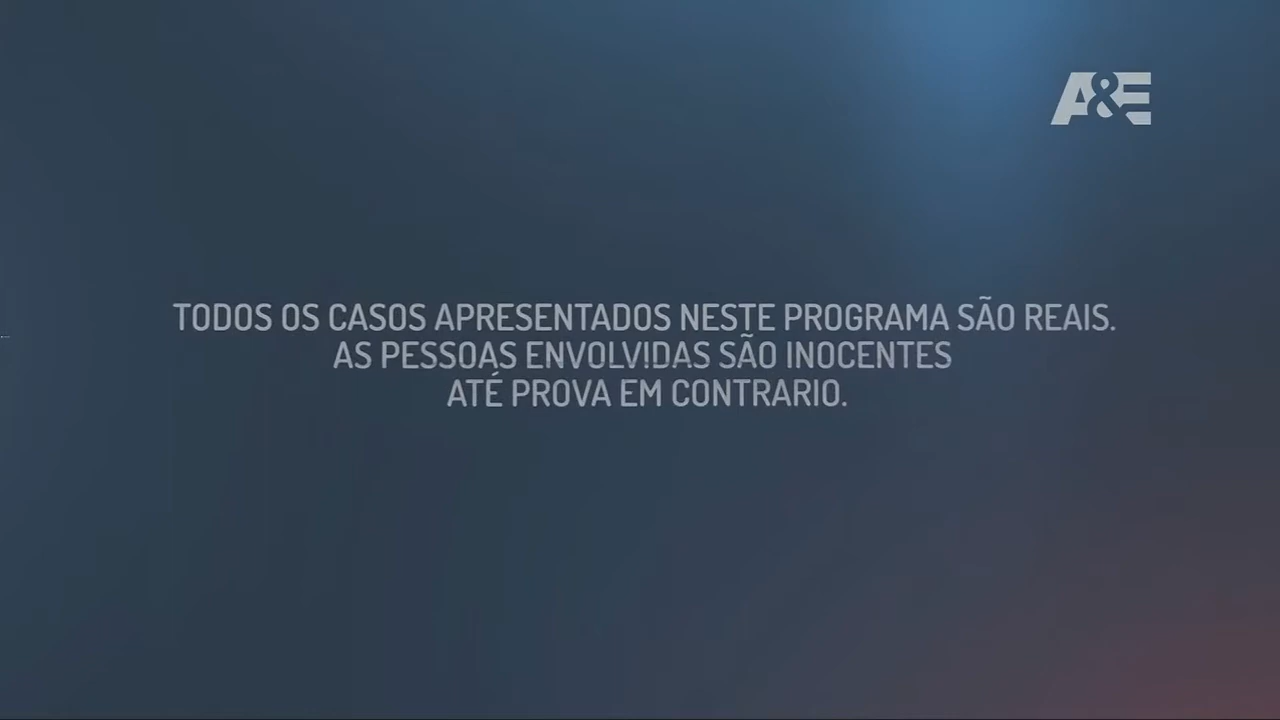 A&E
TODOS OS CASOS APRESENTADOS NESTE PROGRAMA SÃO REAIS.
AS PESSOAS ENVOLVIDAS SÃO INOCENTES
ATÉ PROVA EM CONTRARIO.